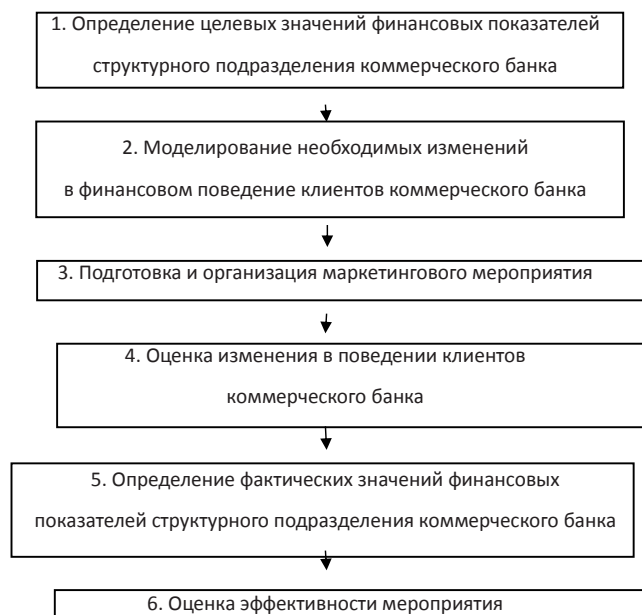 1. Определение целевых значений финансовых показателей
структурного подразделения коммерческого банка
2. Моделирование необходимых изменений
в финансовом поведение клиентов коммерческого банка
3. Подготовка и организация маркетингового мероприятия
4. Оценка изменения в поведении клиентов
коммерческого банка
5. Определение фактических значений финансовых
показателей структурного подразделения коммерческого банка
6. Оценка эффективности мероприятия